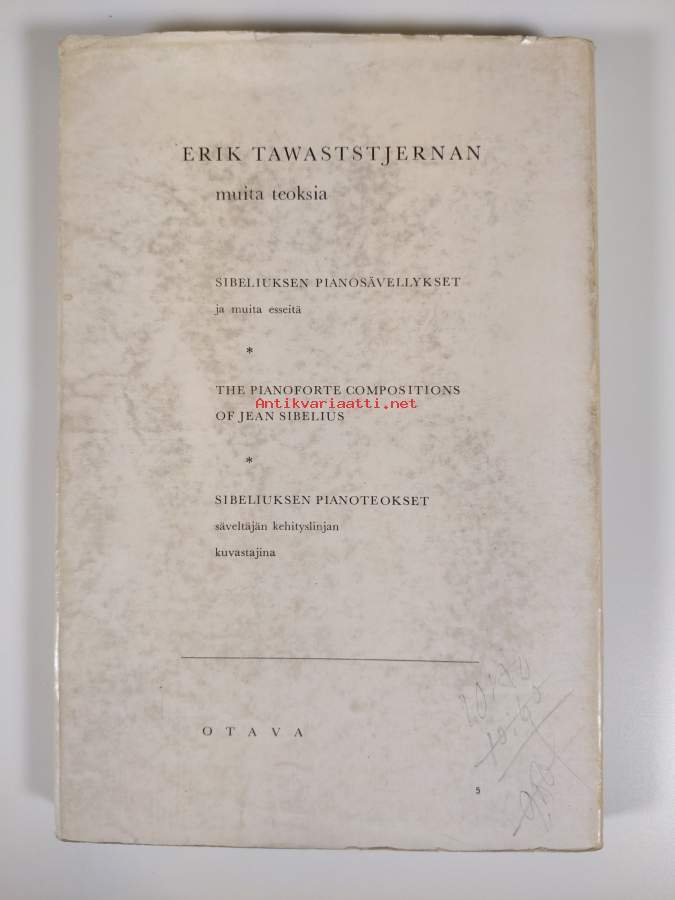 ERIK TAWASTSTJERNAN
muita teoksia
SIBELIUKSEN PIANOSÄVELLYKSET
ja muita esseitä
*
THE PIANOFORTE COMPOSITIONS
Antikvariaatti.net
OF JEAN SIBELIUS
*
SIBELIUKSEN PIANOTEOKSET
säveltäjän kehityslinjan
kuvastajina
OTAVA
5